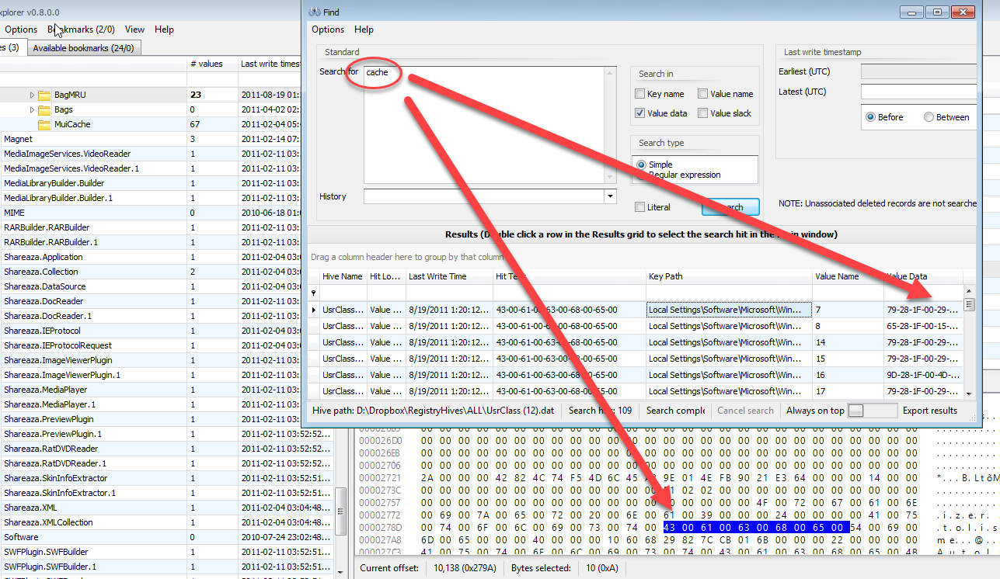 xplorer v0.8.0.0
Options Bookmarks (2/0) View Help
es (3) Available bookmarks (24/0)
# values Last write timest
BagMRU 23 2011-08-19 01:
Bags 0 2011-04-02 02:
MuiCache 67 2011-02-04 05:4
Magnet 3 2011-02-14 07:
MediaImageServices.VideoReader 1 2011-02-11 03:
MediaImageServices.VideoReader.1 1 2011-02-11 03:
MediaLibraryBuilder.Builder 1 2011-02-11 03:
MediaLibraryBuilder.Builder.1 1 2011-02-11 03:
MIME 0 2010-06-18 01:
RARBuilder.RARBuilder 1 2011-02-11 03:
RARBuilder.RARBuilder.1 1 2011-02-11 03:
Shareaza.Application 1 2011-02-04 03:
Shareaza.Collection 2 2011-02-04 03:
Shareaza.DataSource 1 2011-02-04 03:
Shareaza.DocReader 1 2011-02-11 03:
Shareaza.DocReader.1 1 2011-02-11 03:
Shareaza.IEProtocol 1 2011-02-04 03:
Shareaza.IEProtocolRequest 1 2011-02-04 03:
Shareaza.ImageViewerPlugin 1 2011-02-11 03:
Shareaza.ImageViewerPlugin.1 1 2011-02-11 03:
Shareaza.MediaPlayer 1 2011-02-11 03:
Shareaza.MediaPlayer.1 1 2011-02-11 03:
Shareaza.PreviewPlugin 1 2011-02-11 03:
Shareaza.PreviewPlugin.1 1 2011-02-11 03:52:52...
Shareaza.RatDVDReader 1 2011-02-11 03:52:52...
Shareaza.RatDVDReader.1 1 2011-02-11 03:52:52...
Shareaza.SkinInfoExtractor 1 2011-02-11 03:52:51...
Shareaza.SkinInfoExtractor.1 1 2011-02-11 03:52:51...
Shareaza.XML 1 2011-02-04 03:04:48...
Shareaza.XMLCollection 1 2011-02-04 03:04:48...
Software 0 2010-07-24 23:02:48...
SWFPlugin.SWFBuilder 1 2011-02-11 03:52:51...
SWFPlugin.SWFBuilder.1 1 2011-02-11 03:52:51...
Find
Options Help
Standard
Search for cache
Search in
Key name Value name
Value data Value slack
Search type
Simple
Regular expression
History
Literal
Last write timestamp
Earliest (UTC)
Latest (UTC)
Before Between
NOTE: Unassociated deleted records are not searche
Results (Double click a row in the Results grid to select the search hit in the main window)
Drag a column header here to group by that column
Hive Name Hit Lo... Last Write Time Hit Text Key Path Value Name Value Data
UsrClass... Value ... 8/19/2011 1:20:12... 43-00-61-00-63-00-68-00-65-00 Local Settings\Software\Microsoft\Win... 7 79-28-1F-00-29-...
UsrClass... Value ... 8/19/2011 1:20:12... 43-00-61-00-63-00-68-00-65-00 Local Settings\Software\Microsoft\Win... 8 65-28-1F-00-15-...
UsrClass... Value ... 8/19/2011 1:20:12... 43-00-61-00-63-00-68-00-65-00 Local Settings\Software\Microsoft\Win... 14 79-28-1F-00-29-...
UsrClass... Value ... 8/19/2011 1:20:12... 43-00-61-00-63-00-68-00-65-00 Local Settings\Software\Microsoft\Win... 15 79-28-1F-00-29-...
UsrClass... Value ... 8/19/2011 1:20:12... 43-00-61-00-63-00-68-00-65-00 Local Settings\Software\Microsoft\Win... 16 9D-28-1F-00-4D-...
UsrClass... Value ... 8/19/2011 1:20:12... 43-00-61-00-63-00-68-00-65-00 Local Settings\Software\Microsoft\Win... 17 79-28-1F-00-29-...
Hive path: D:\Dropbox\RegistryHives\ALL\UsrClass (12).dat Search hits: 109 Search comple Cancel search Always on top Export results
000026D0 00 00 00 00 00 00 00 00 00 00 00 00 00 00 00 00 00 00 00 00 00 00 00 00 00 00 00
000026EB 00 00 00 00 00 00 00 00 00 00 00 00 00 00 00 00 00 00 00 00 00 00 00 00 00 00 00
00002706 00 00 00 00 00 00 00 00 00 00 00 00 00 00 00 00 00 00 00 00 00 00 00 00 00 00 00
00002721 2A 00 00 00 42 82 4C 74 F5 4D 6C 45 9E 01 4E FB 90 21 E3 64 00 00 00 14 00 00 *...B.LtõM
0000273C 00 00 00 00 00 00 00 00 00 00 00 00 00 01 02 02 00 00 00 00 00 00 00 00 00 00
00002757 00 00 00 00 00 00 00 00 00 00 00 00 00 00 00 00 00 4F 00 72 00 67 00 61 00 6E
00002772 00 69 00 7A 00 65 00 72 00 20 00 6E 00 61 00 39 00 00 00 24 00 00 00 00 41 00 75 .i.z.e.r.
0000278D 00 74 00 6F 00 6C 00 69 00 73 00 74 00 43 00 61 00 63 00 68 00 65 00 54 00 69 00 .t.o.l.i.s
000027A8 6D 00 65 00 00 00 40 00 00 00 10 60 68 29 82 7C CB 01 6B 00 00 00 22 00 00 00 me...@...
000027C3 41 00 75 00 74 00 6F 00 6C 00 69 00 73 00 74 00 43 00 61 00 63 00 68 00 65 00 4B A.u.t.o.l.
Current offset: 10,138 (0x279A) Bytes selected: 10 (0xA)